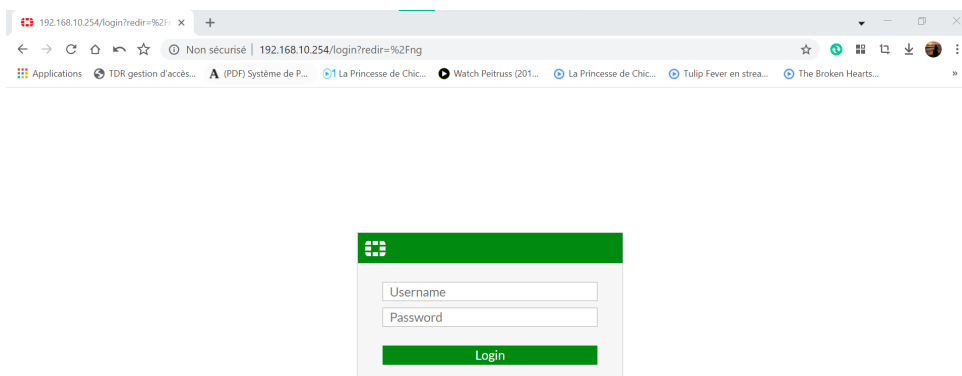 192.168.10.254/login?redir=%2Fn
Non sécurisé | 192.168.10.254/login?redir=%2Fng
Applications TDR gestion d'accès... (PDF) Système de P... La Princesse de Chic... Watch Peitruss (201... La Princesse de Chic... Tulip Fever en strea... The Broken Hearts... »
Username
Password
Login